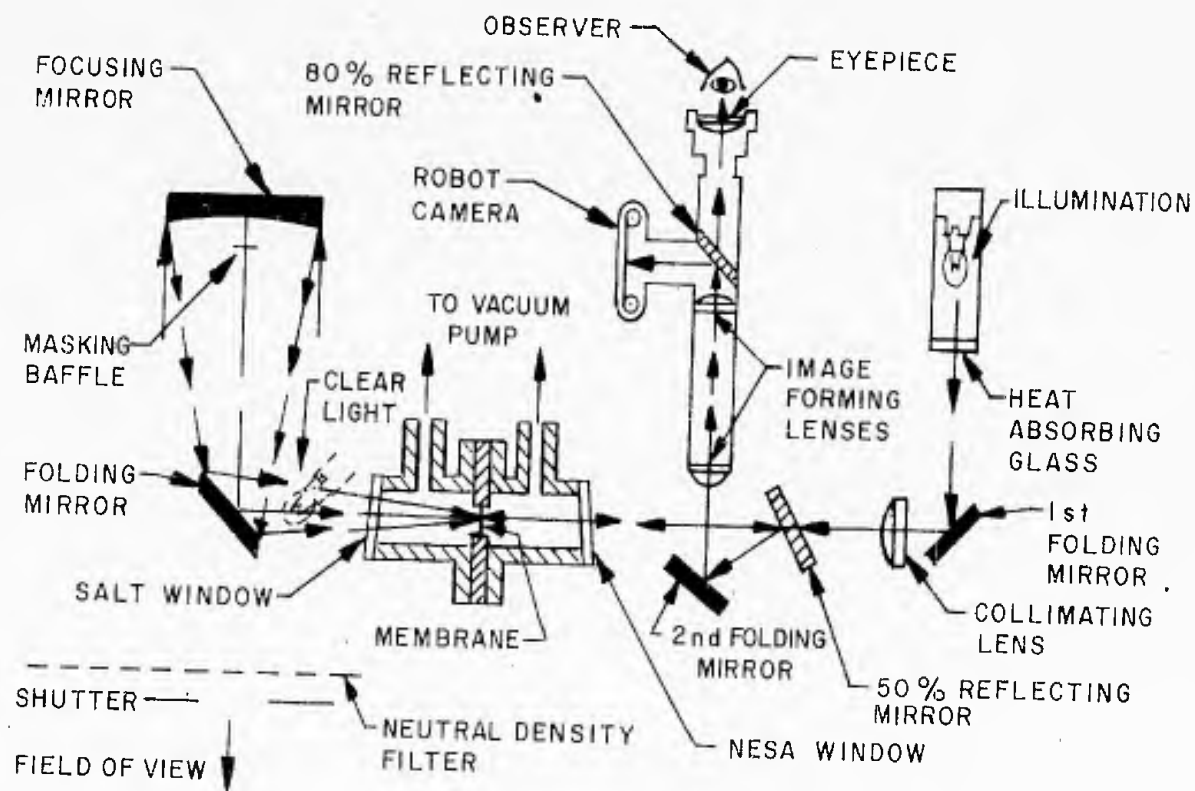 OBSERVER
FOCUSING
MIRROR
80% REFLECTING
MIRROR
EYEPIECE
ROBOT
CAMERA
ILLUMINATION
TO VACUUM
PUMP
MASKING
BAFFLE
CLEAR
LIGHT
IMAGE
FORMING
LENSES
HEAT
ABSORBING
GLASS
FOLDING
MIRROR
1st
FOLDING
MIRROR
SALT WINDOW
MEMBRANE
2nd FOLDING
MIRROR
COLLIMATING
LENS
50% REFLECTING
MIRROR
SHUTTER
NEUTRAL DENSITY
FILTER
NESA WINDOW
FIELD OF VIEW